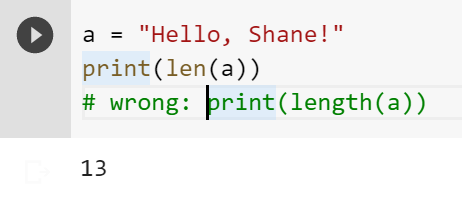 a = "Hello, Shane!"
print(len(a))
# wrong: print(length(a))
13